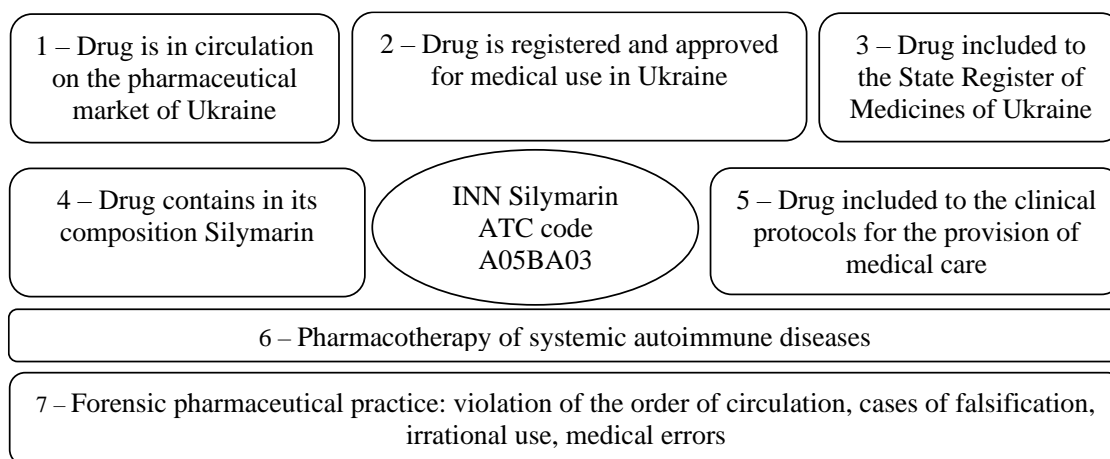 1 – Drug is in circulation
on the pharmaceutical
market of Ukraine
2 – Drug is registered and approved
for medical use in Ukraine
3 – Drug included to
the State Register of
Medicines of Ukraine
4 – Drug contains in its
composition Silymarin
INN Silymarin
ATC code
A05BA03
5 – Drug included to the clinical
protocols for the provision of
medical care
6 – Pharmacotherapy of systemic autoimmune diseases
7 – Forensic pharmaceutical practice: violation of the order of circulation, cases of falsification,
irrational use, medical errors